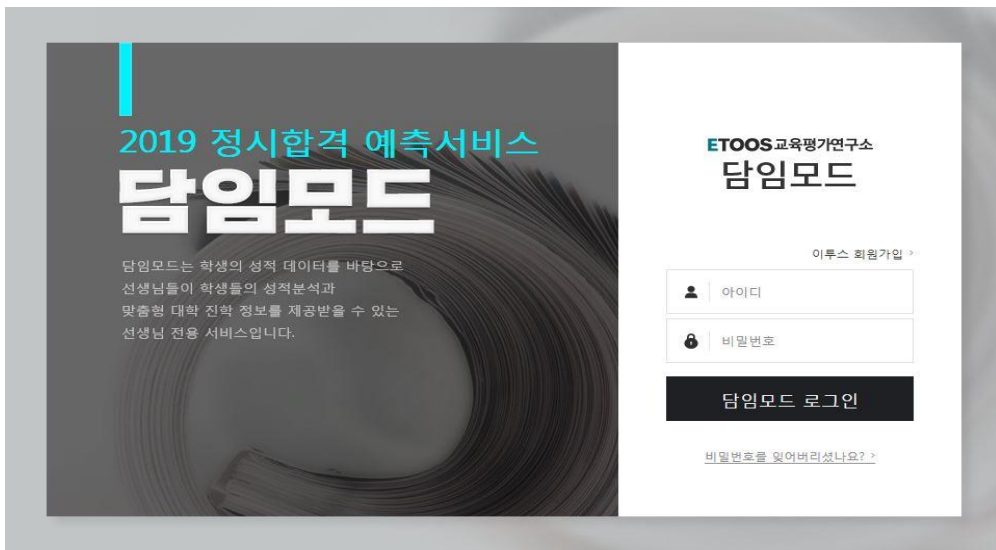 2019 정시합격 예측서비스
담임모드
담임모드는 학생의 성적 데이터를 바탕으로
선생님들이 학생들의 성적분석과
맞춤형 대학 진학 정보를 제공받을 수 있는
선생님 전용 서비스입니다.
ETOOS교육평가연구소
담임모드
이투스 회원가입 >
아이디
비밀번호
담임모드 로그인
비밀번호를 잊어버리셨나요? >